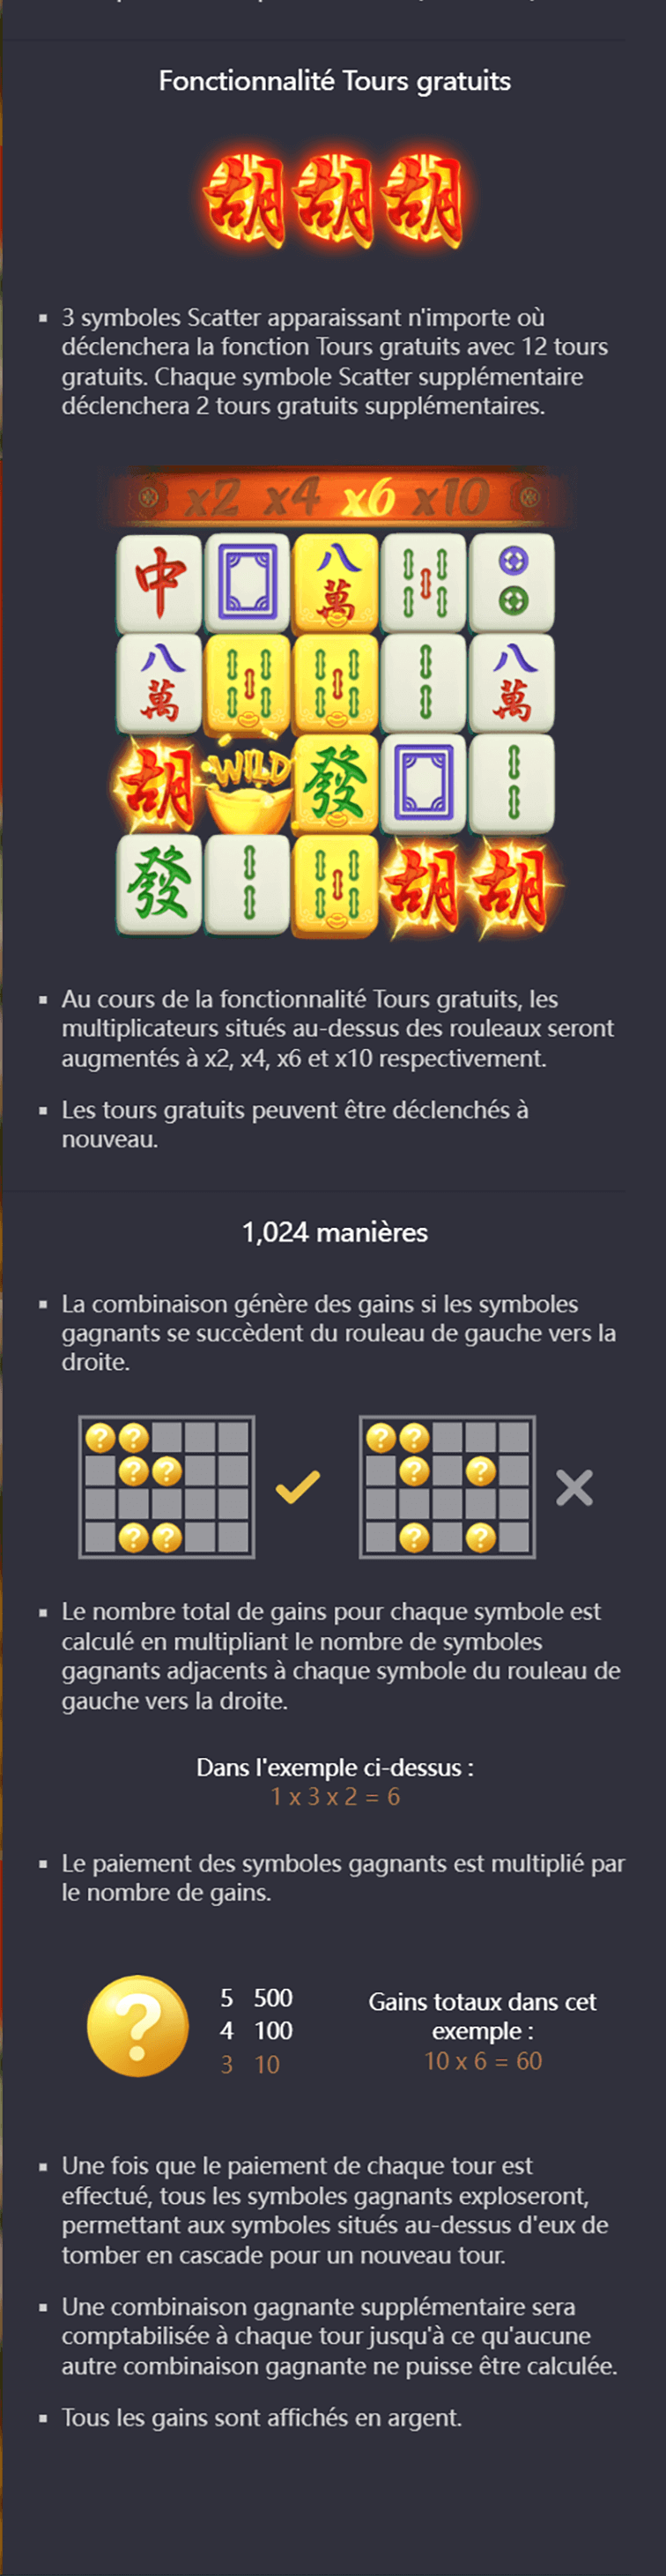 Fonctionnalité Tours gratuits
胡胡胡
3 symboles Scatter apparaissant n'importe où
déclenchera la fonction Tours gratuits avec 12 tours
gratuits. Chaque symbole Scatter supplémentaire
déclenchera 2 tours gratuits supplémentaires.
x2 x4 x6 x10
中 八萬
八萬 八萬
胡 WILD 發
發 胡 胡
Au cours de la fonctionnalité Tours gratuits, les
multiplicateurs situés au-dessus des rouleaux seront
augmentés à x2, x4, x6 et x10 respectivement.
Les tours gratuits peuvent être déclenchés à
nouveau.
1,024 manières
La combinaison génère des gains si les symboles
gagnants se succèdent du rouleau de gauche vers la
droite.
? ? ? ?
? ? ? ?
? ? ? ?
Le nombre total de gains pour chaque symbole est
calculé en multipliant le nombre de symboles
gagnants adjacents à chaque symbole du rouleau de
gauche vers la droite.
Dans l'exemple ci-dessus :
1 x 3 x 2 = 6
Le paiement des symboles gagnants est multiplié par
le nombre de gains.
?
5 500
4 100
3 10
Gains totaux dans cet
exemple :
10 x 6 = 60
Une fois que le paiement de chaque tour est
effectué, tous les symboles gagnants exploseront,
permettant aux symboles situés au-dessus d'eux de
tomber en cascade pour un nouveau tour.
Une combinaison gagnante supplémentaire sera
comptabilisée à chaque tour jusqu'à ce qu'aucune
autre combinaison gagnante ne puisse être calculée.
Tous les gains sont affichés en argent.